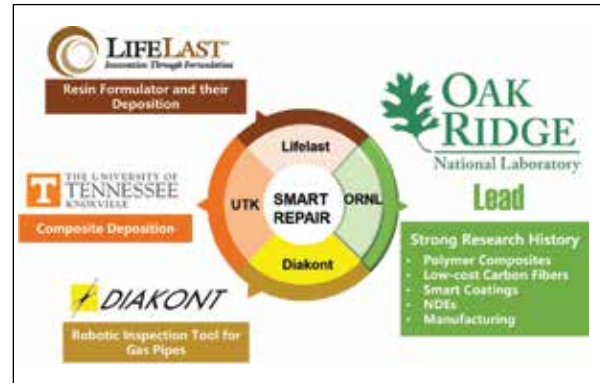 LIFELAST
Innovation Through Formulation
Resin Formulator and their
Deposition
OAK
RIDGE
National Laboratory
Lead
THE UNIVERSITY OF
TENNESSEE
KNOXVILLE
Composite Deposition
Lifelast
UTK
SMART
REPAIR
ORNL
Diakont
Strong Research History
• Polymer Composites
• Low-cost Carbon Fibers
• Smart Coatings
• NDEs
• Manufacturing
DIAKONT
Robotic Inspection Tool for
Gas Pipes